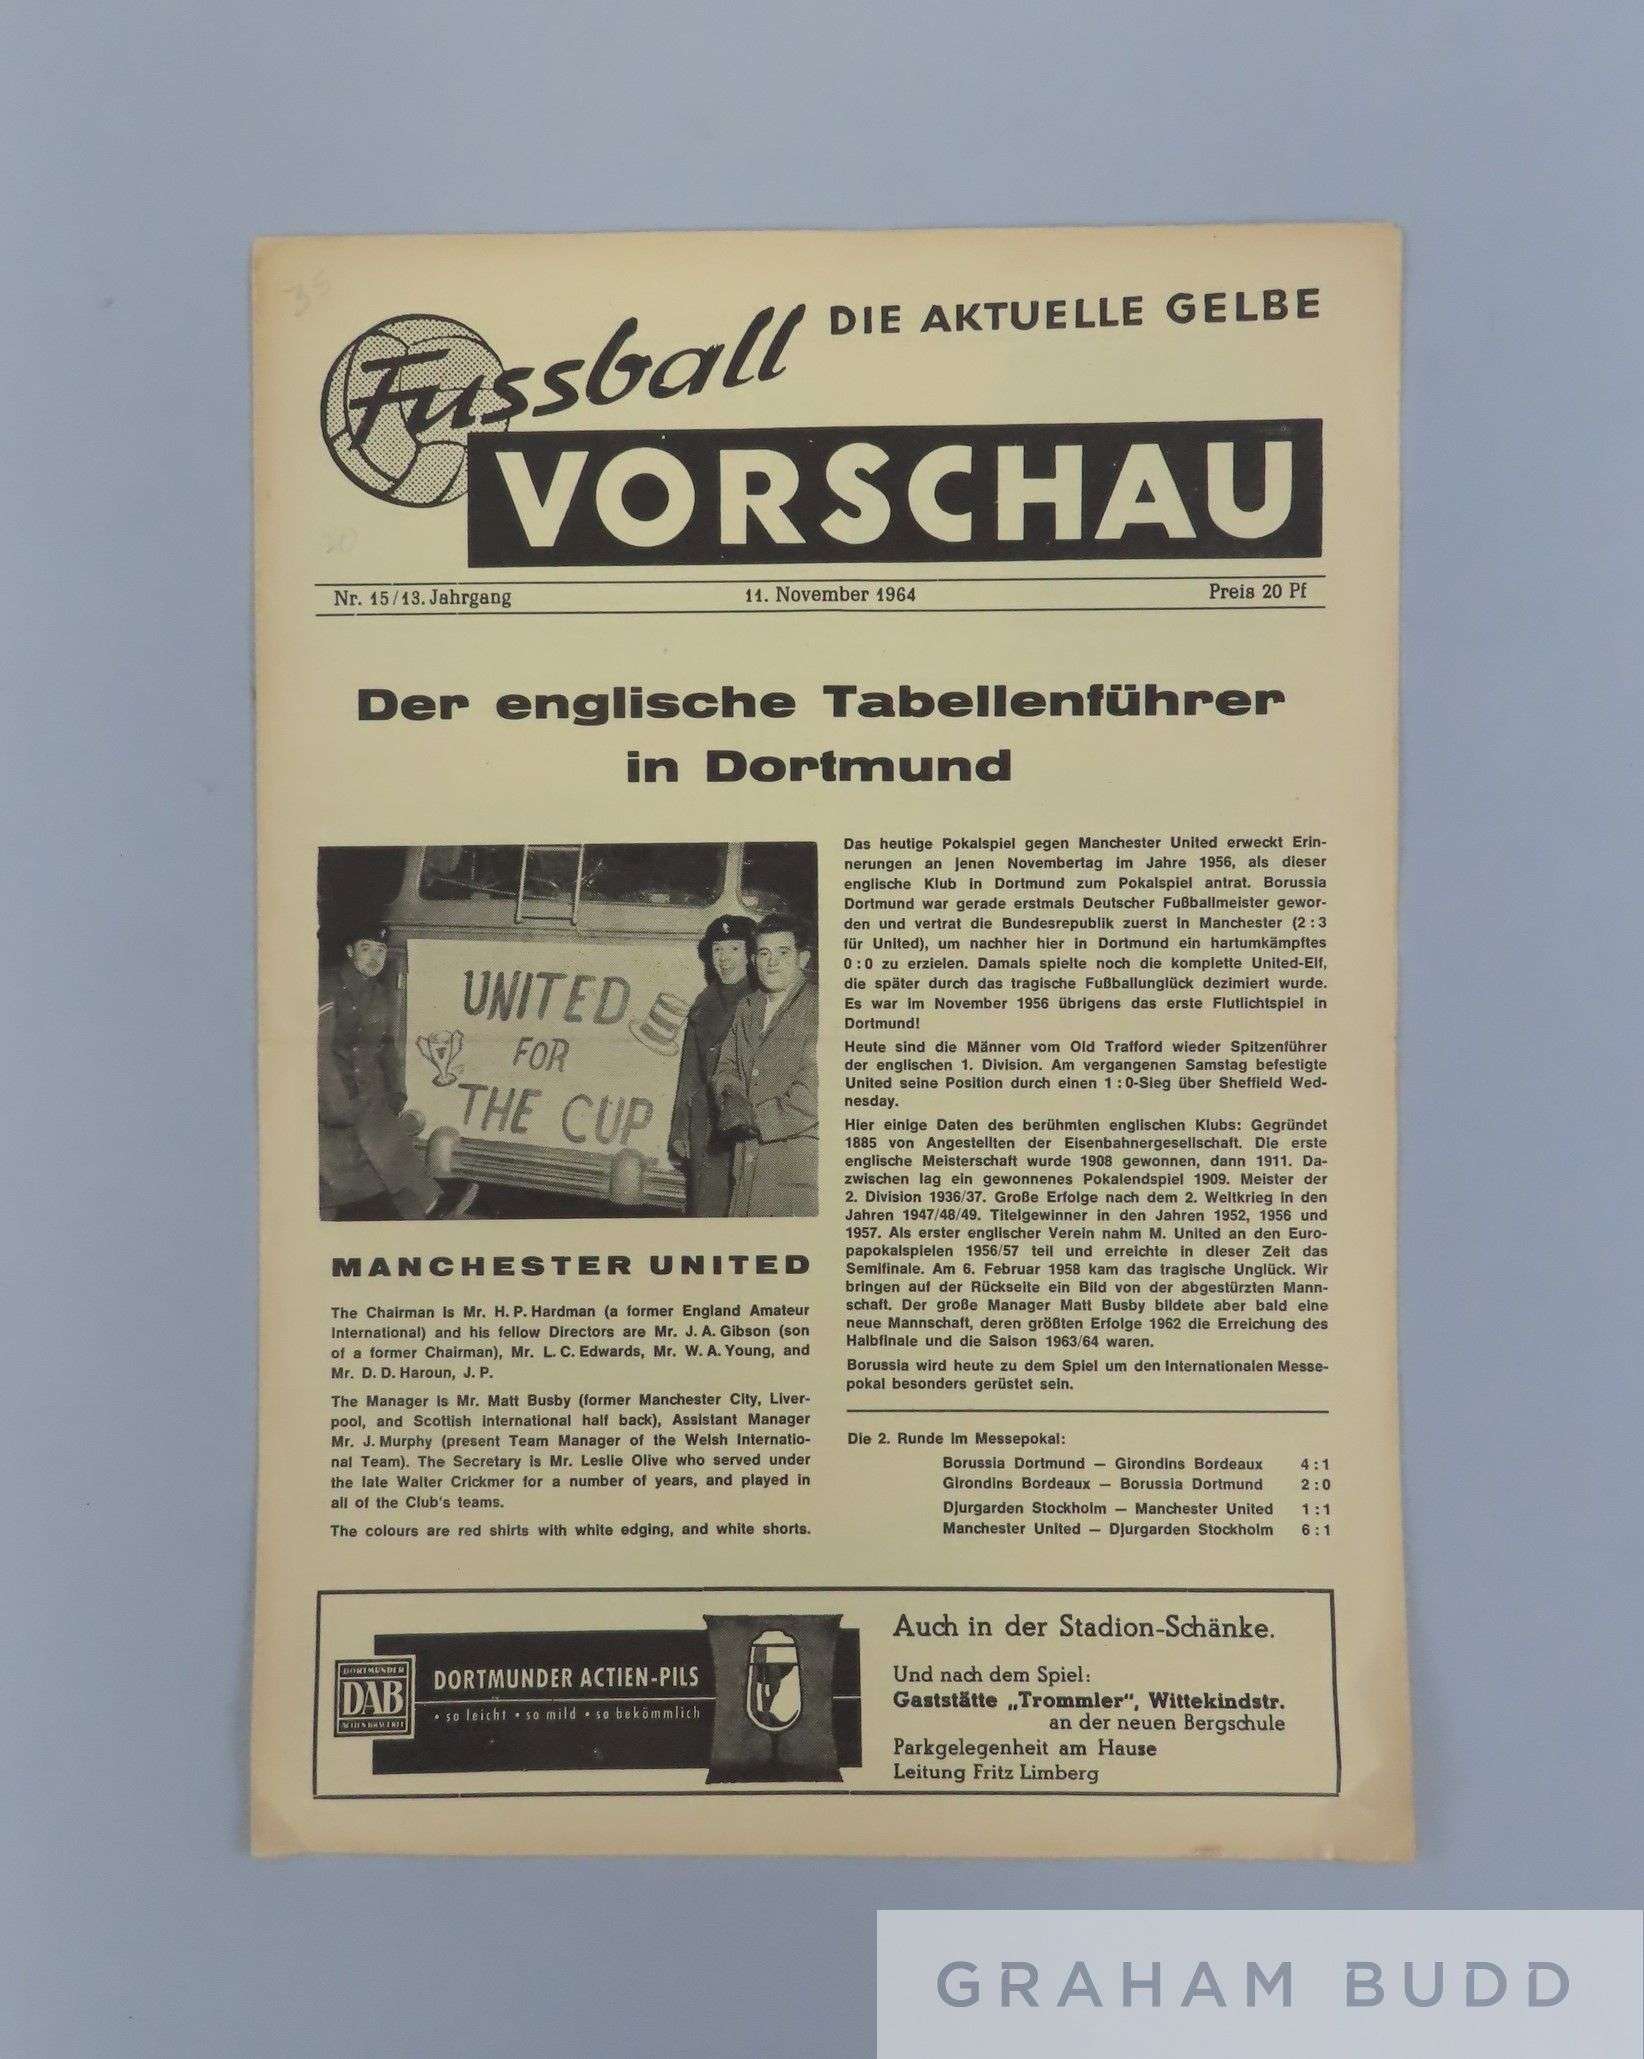 DIE AKTUELLE GELBE
Fussball
VORSCHAU
Nr. 15/13. Jahrgang 11. November 1964 Preis 20 Pf
Der englische Tabellenführer
in Dortmund
UNITED
FOR
THE CUP
MANCHESTER UNITED
The Chairman is Mr. H. P. Hardman (a former England Amateur
International) and his fellow Directors are Mr. J. A. Gibson (son
of a former Chairman), Mr. L. C. Edwards, Mr. W. A. Young, and
Mr. D. D. Haroun, J. P.
The Manager is Mr. Matt Busby (former Manchester City, Liver-
pool, and Scottish international half back), Assistant Manager
Mr. J. Murphy (present Team Manager of the Welsh Internatio-
nal Team). The Secretary is Mr. Leslie Olive who served under
the late Walter Crickmer for a number of years, and played in
all of the Club's teams.
The colours are red shirts with white edging, and white shorts.
Das heutige Pokalspiel gegen Manchester United erweckt Erin-
nerungen an jenen Novembertag im Jahre 1956, als dieser
englische Klub in Dortmund zum Pokalspiel antrat. Borussia
Dortmund war gerade erstmals Deutscher Fußballmeister gewor-
den und vertrat die Bundesrepublik zuerst in Manchester (2 : 3
für United), um nachher hier in Dortmund ein hartumkämpftes
0 : 0 zu erzielen. Damals spielte noch die komplette United-Elf,
die später durch das tragische Fußballunglück dezimiert wurde.
Es war im November 1956 übrigens das erste Flutlichtspiel in
Dortmund!
Heute sind die Männer vom Old Trafford wieder Spitzenführer
der englischen 1. Division. Am vergangenen Samstag befestigte
United seine Position durch einen 1 : 0-Sieg über Sheffield Wed-
nesday.
Hier einige Daten des berühmten englischen Klubs: Gegründet
1885 von Angestellten der Eisenbahnergesellschaft. Die erste
englische Meisterschaft wurde 1908 gewonnen, dann 1911. Da-
zwischen lag ein gewonnenes Pokalendspiel 1909. Meister der
2. Division 1936/37. Große Erfolge nach dem 2. Weltkrieg in den
Jahren 1947/48/49. Titelgewinner in den Jahren 1952, 1956 und
1957. Als erster englischer Verein nahm M. United an den Euro-
papokalspielen 1956/57 teil und erreichte in dieser Zeit das
Semifinale. Am 6. Februar 1958 kam das tragische Unglück. Wir
bringen auf der Rückseite ein Bild von der abgestürzten Mann-
schaft. Der große Manager Matt Busby bildete aber bald eine
neue Mannschaft, deren größten Erfolge 1962 die Erreichung des
Halbfinale und die Saison 1963/64 waren.
Borussia wird heute zu dem Spiel um den Internationalen Messe-
pokal besonders gerüstet sein.
Die 2. Runde im Messepokal:
Borussia Dortmund — Girondins Bordeaux 4 : 1
Girondins Bordeaux — Borussia Dortmund 2 : 0
Djurgarden Stockholm — Manchester United 1 : 1
Manchester United — Djurgarden Stockholm 6 : 1
DORTMUNDER
DAB
ACTIEN-BRAUEREI
DORTMUNDER ACTIEN-PILS
• so leicht • so mild • so bekömmlich
Auch in der Stadion-Schänke.
Und nach dem Spiel:
Gaststätte „Trommler“, Wittekindstr.
an der neuen Bergschule
Parkgelegenheit am Hause
Leitung Fritz Limberg
GRAHAM BUDD